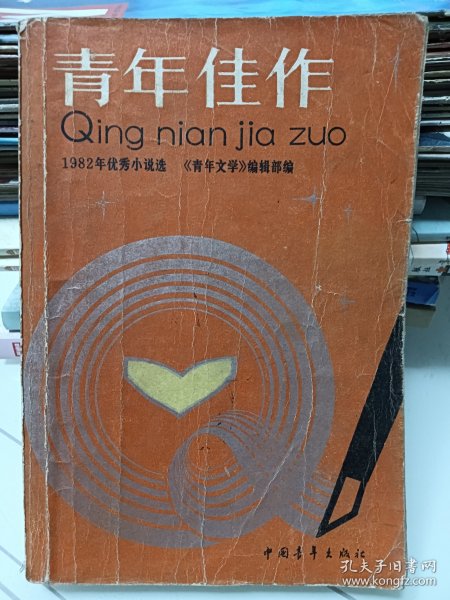 青年佳作
Qing nian jia zuo
1982年优秀小说选 《青年文学》编辑部编
中国青年出版社
孔夫子旧书网
www.kongfz.com